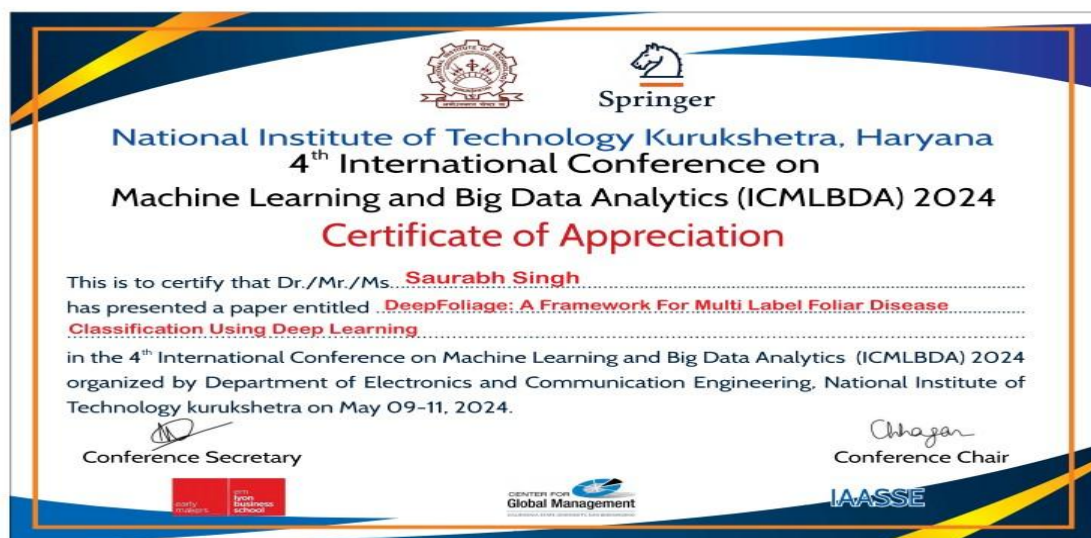 Springer
National Institute of Technology Kurukshetra, Haryana
4th International Conference on
Machine Learning and Big Data Analytics (ICMLBDA) 2024
Certificate of Appreciation
This is to certify that Dr./Mr./Ms. Saurabh Singh
has presented a paper entitled DeepFoliage: A Framework For Multi Label Foliar Disease
Classification Using Deep Learning
in the 4th International Conference on Machine Learning and Big Data Analytics (ICMLBDA) 2024
organized by Department of Electronics and Communication Engineering, National Institute of
Technology kurukshetra on May 09-11, 2024.
Chhagan
Conference Secretary
Conference Chair
early
makers
em
lyon
business
school
CENTER FOR
Global Management
IAASSE